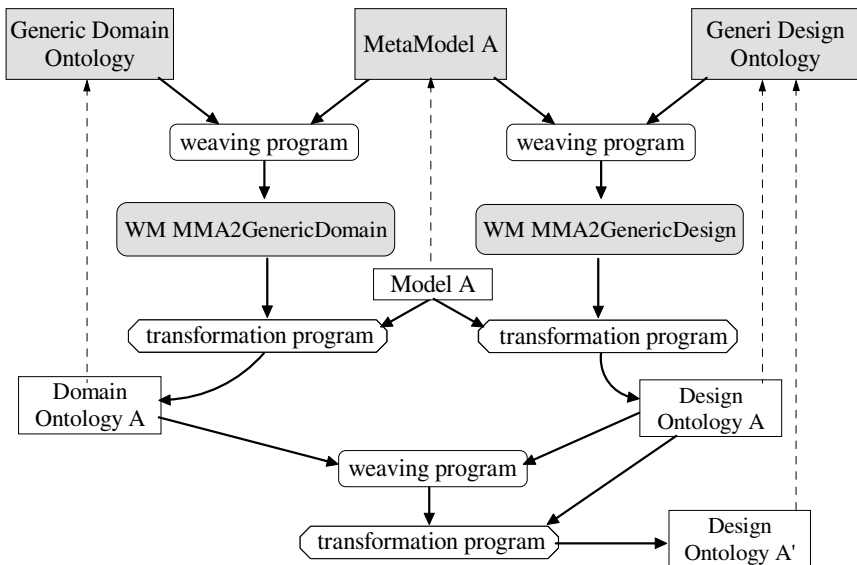 Generic Domain
Ontology
MetaModel A
Generi Design
Ontology
weaving program
weaving program
WM MMA2GenericDomain
WM MMA2GenericDesign
Model A
transformation program
transformation program
Domain
Ontology A
Design
Ontology A
weaving program
transformation program
Design
Ontology A'